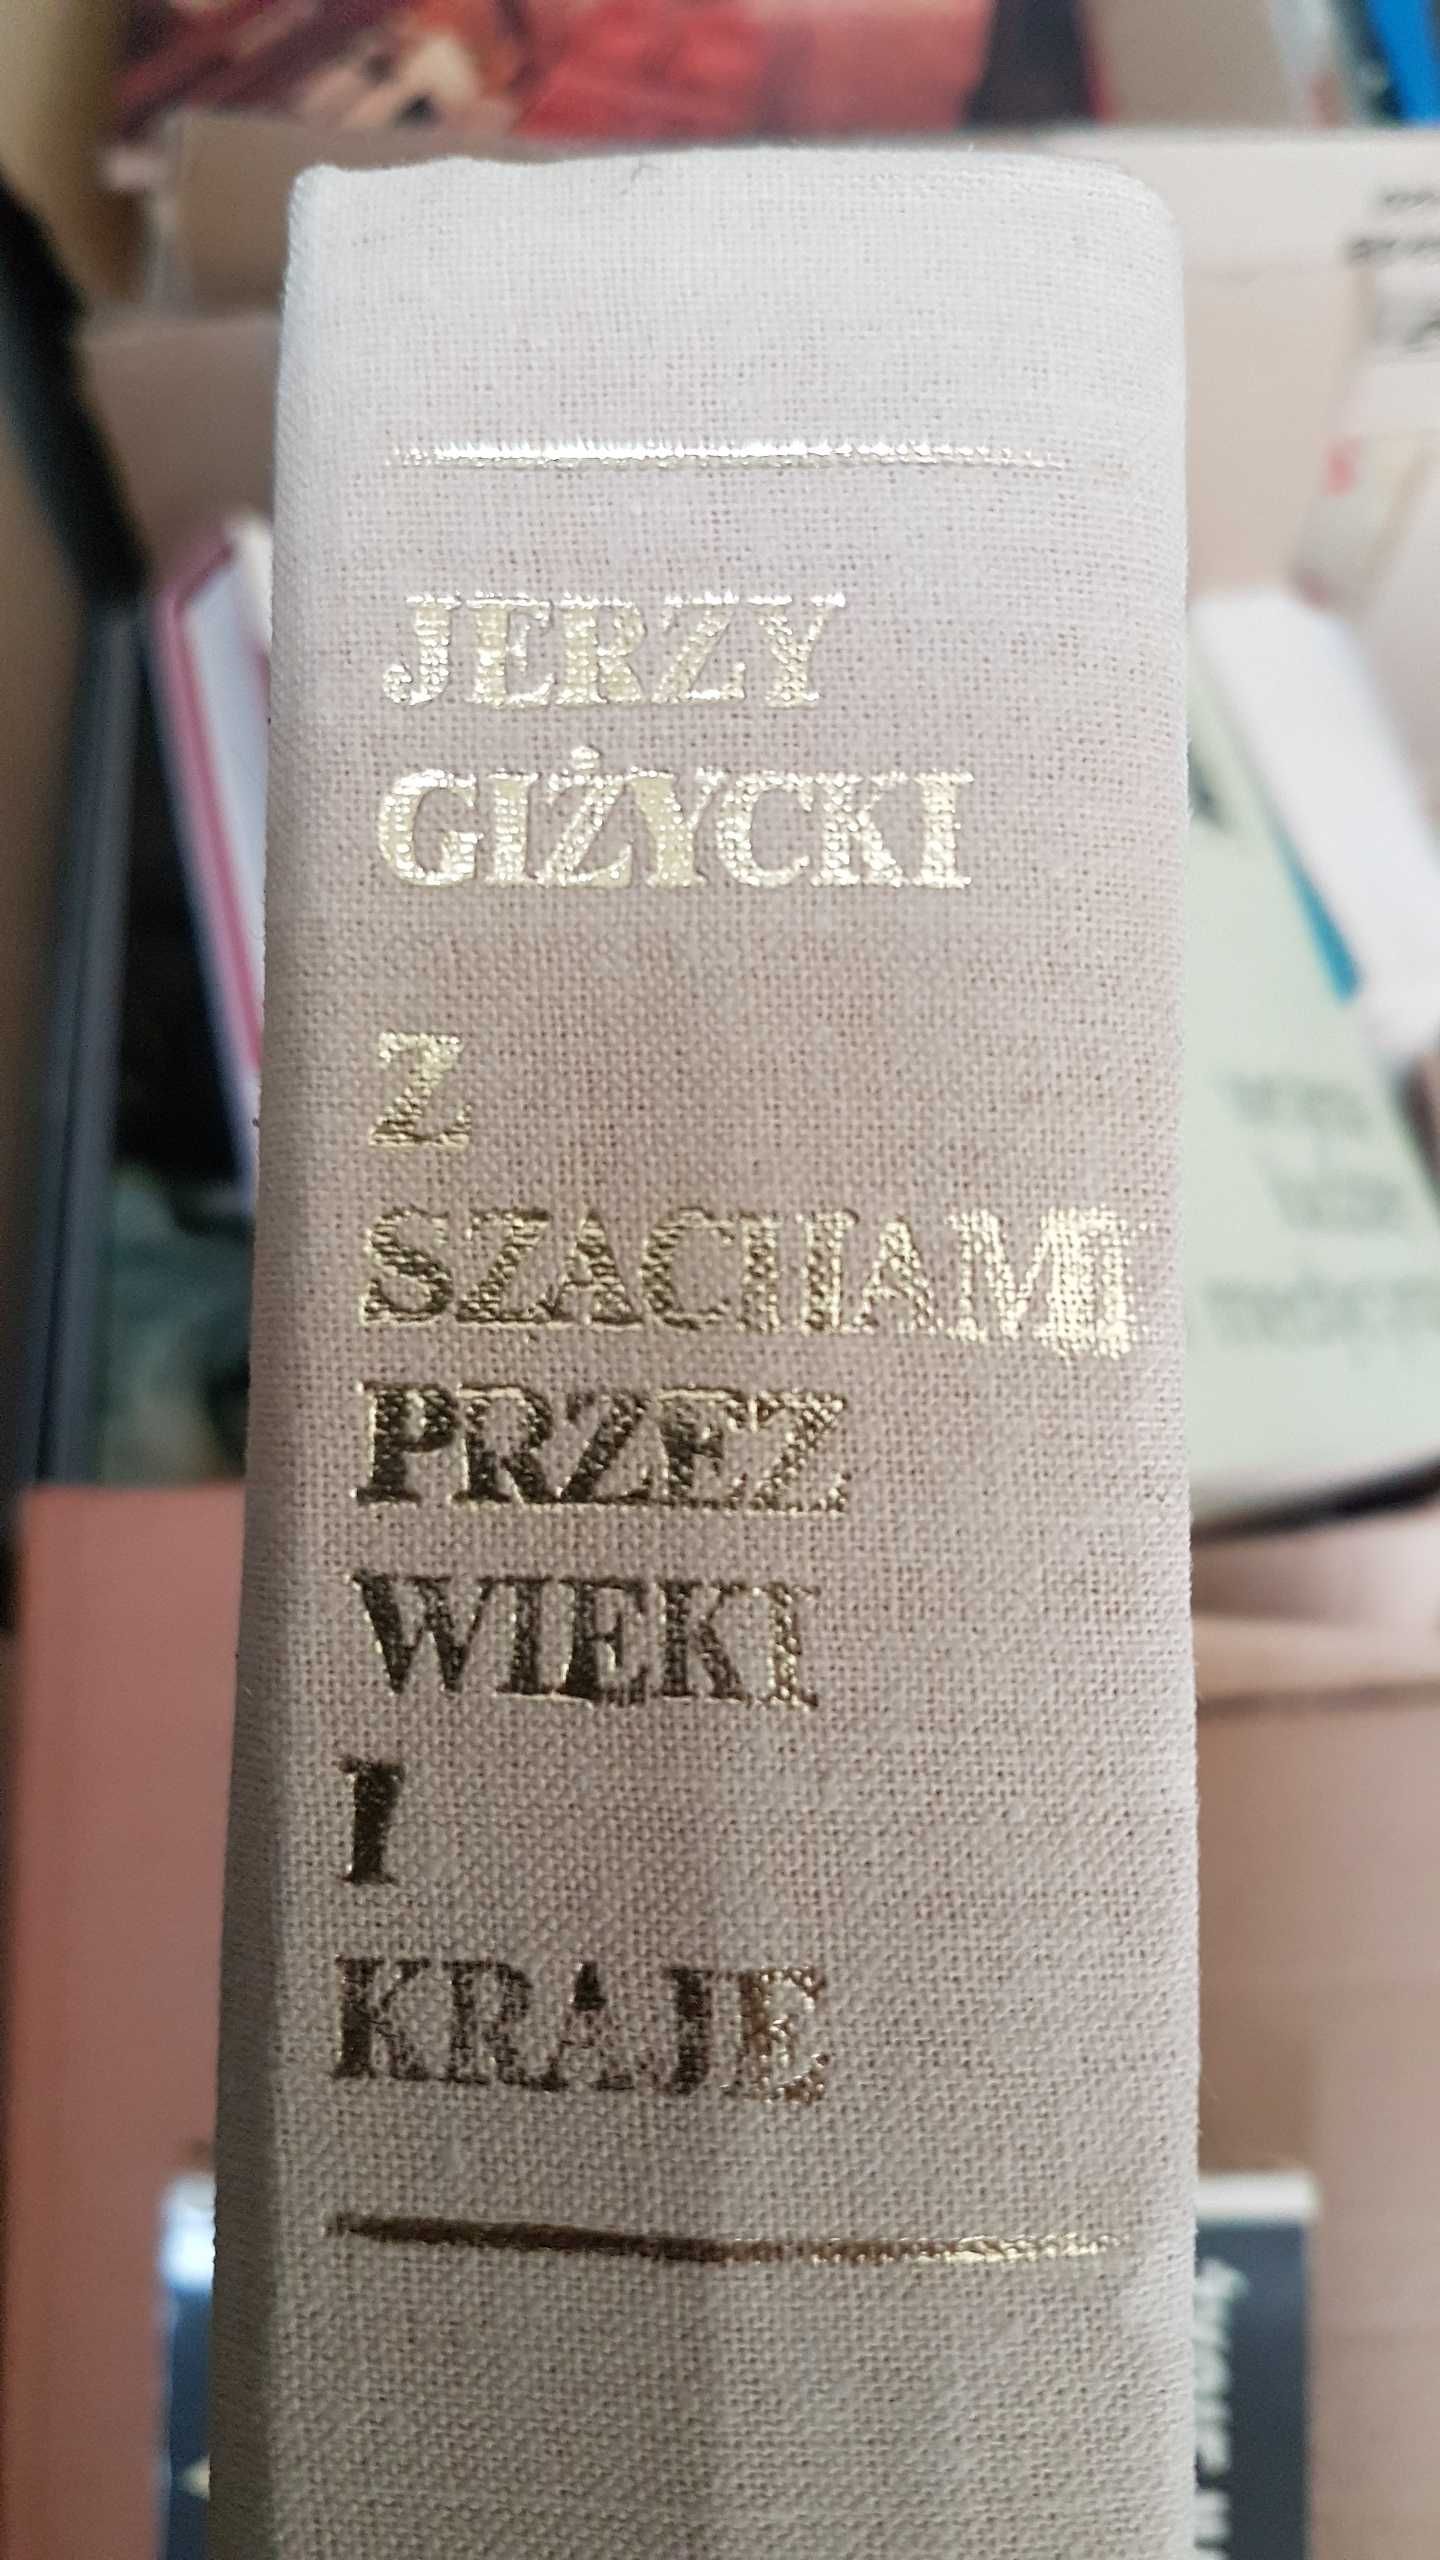 JERZY
GIŻYCKI
Z
SZACHAMI
PRZEZ
WIEKI
I
KRAJE